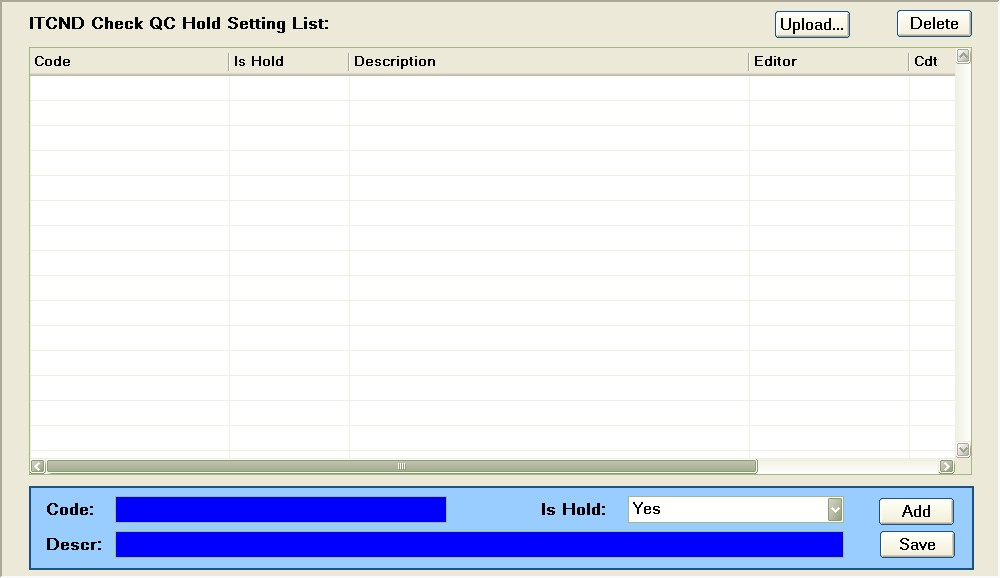 ITCND Check QC Hold Setting List: Upload... Delete
Code Is Hold Description Editor Cdt
Code: Is Hold: Yes Add
Descr: Save